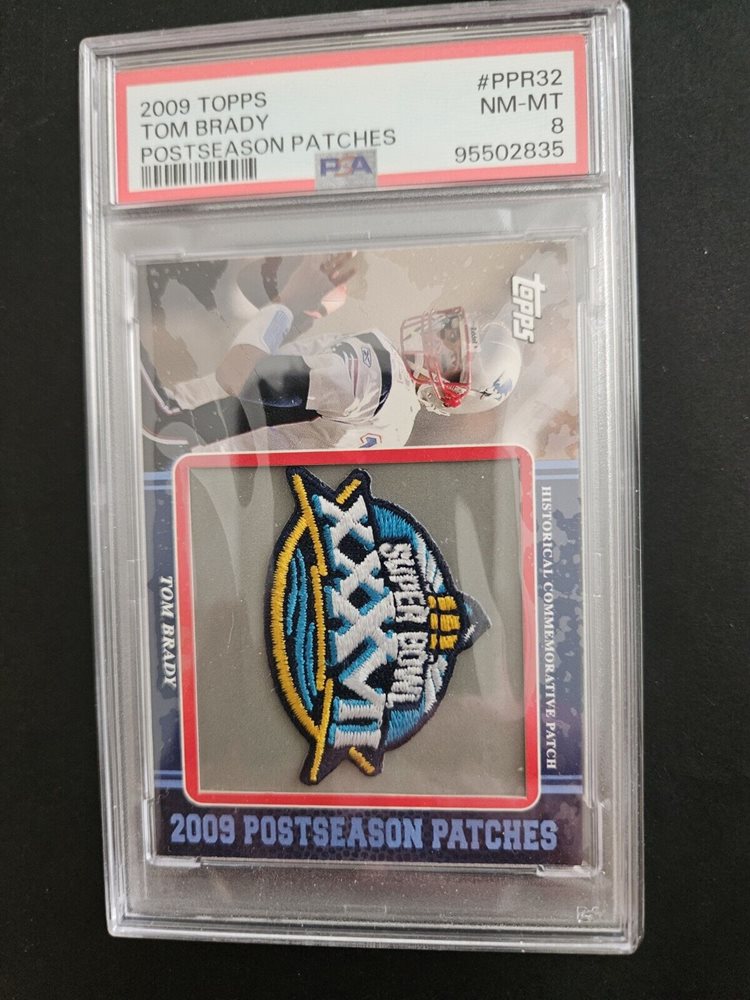 2009 TOPPS
TOM BRADY
POSTSEASON PATCHES
#PPR32
NM-MT
8
95502835
PSA
topps
HISTORICAL COMMEMORATIVE PATCH
SUPER BOWL
XXXVII
TOM BRADY
2009 POSTSEASON PATCHES